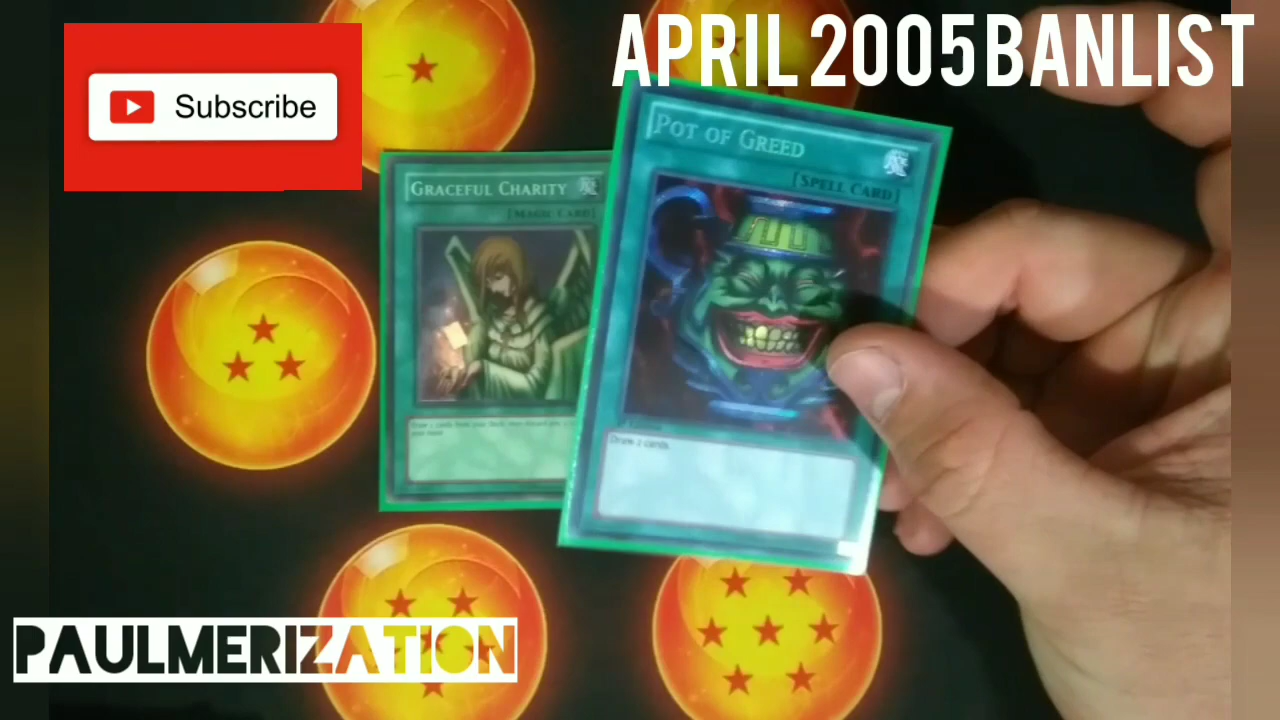 APRIL 2005 BANLIST
Subscribe
POT OF GREED
[SPELL CARD]
GRACEFUL CHARITY
[MAGIC CARD]
Draw 2 cards.
PAULMERIZATION